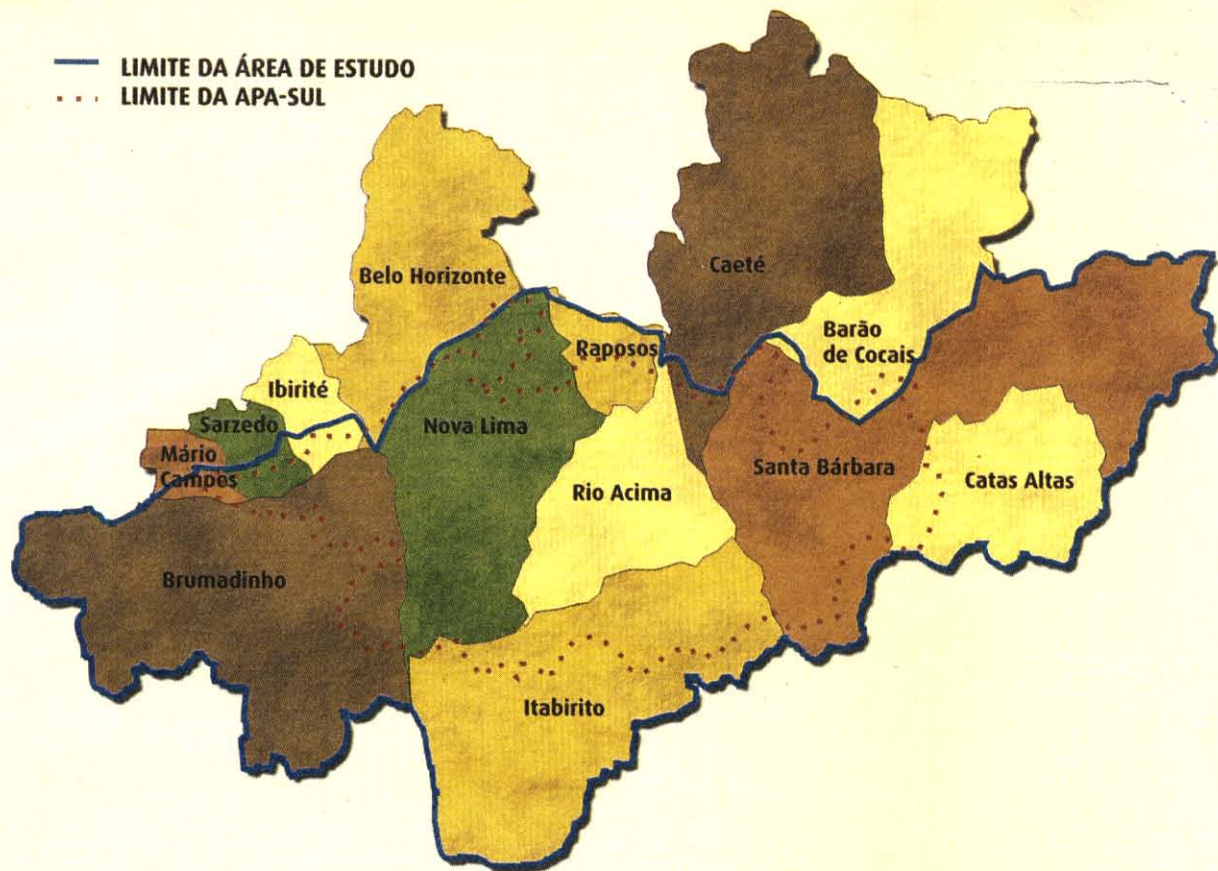 LIMITE DA ÁREA DE ESTUDO
LIMITE DA APA-SUL
Belo Horizonte
Caeté
Barão
de Cocais
Raposos
Ibirité
Sarzedo
Nova Lima
Mário
Campos
Rio Acima
Santa Bárbara
Catas Altas
Brumadinho
Itabirito